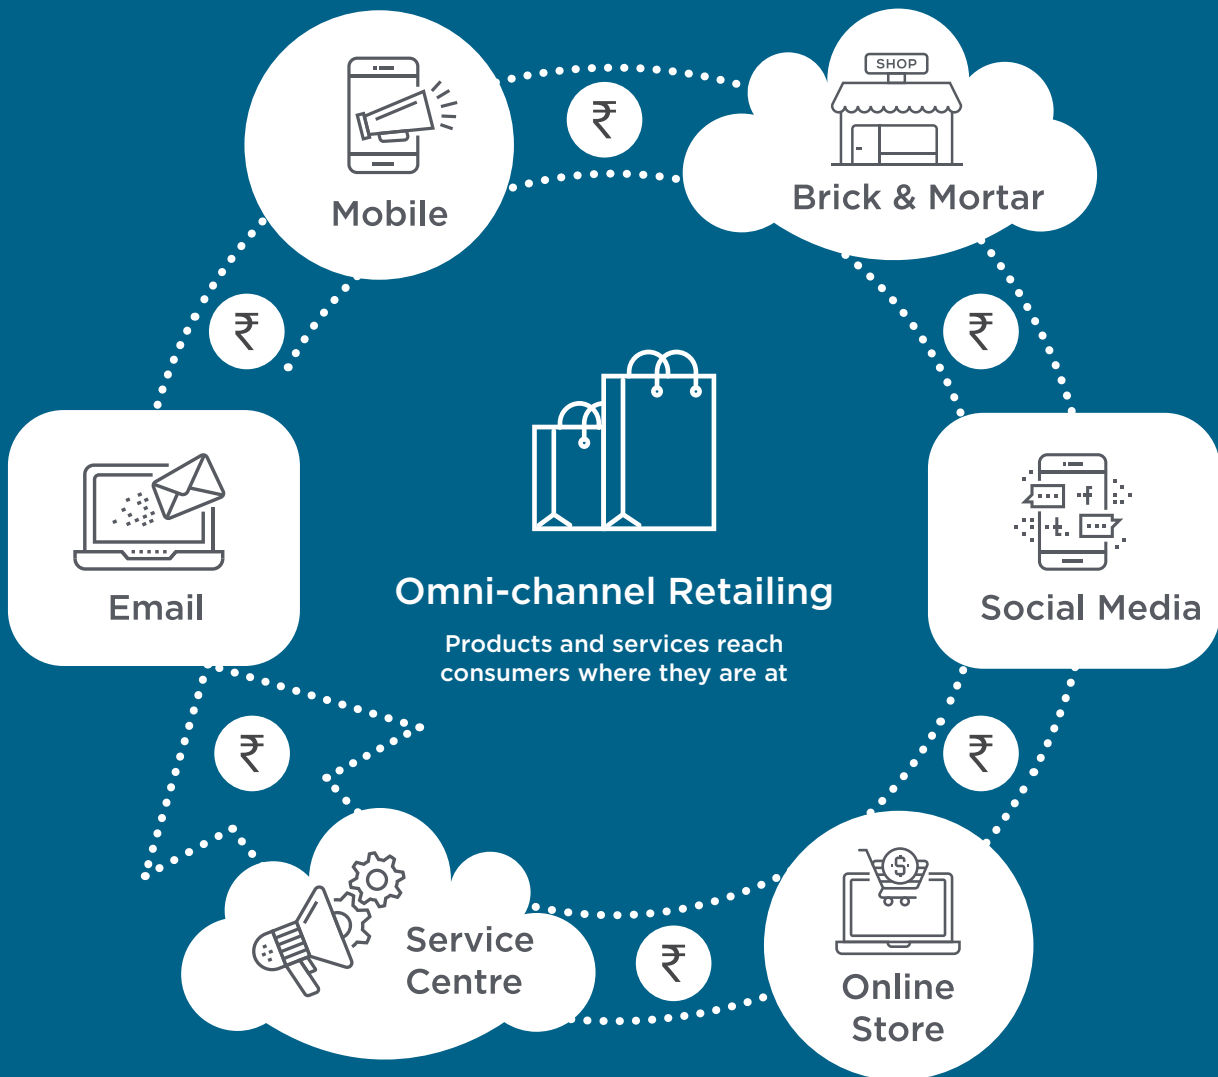 SHOP
Mobile
₹
Brick & Mortar
₹
₹
Omni-channel Retailing
Products and services reach
consumers where they are at
Email
f
t.
Social Media
₹
₹
$
Service
Centre
₹
Online
Store